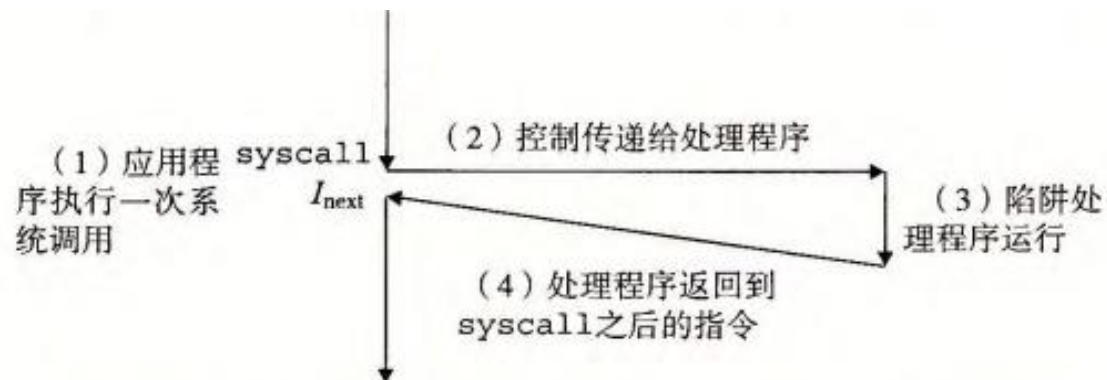 （1）应用程
序执行一次系
统调用
syscall
Inext
（2）控制传递给处理程序
（3）陷阱处
理程序运行
（4）处理程序返回到
syscall之后的指令